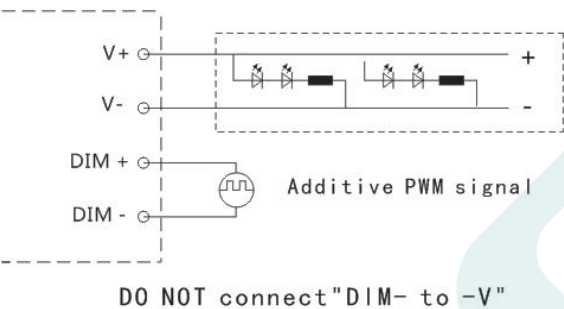 V+
+
V-
-
DIM +
Additive PWM signal
DIM -
DO NOT connect"DIM- to -V"